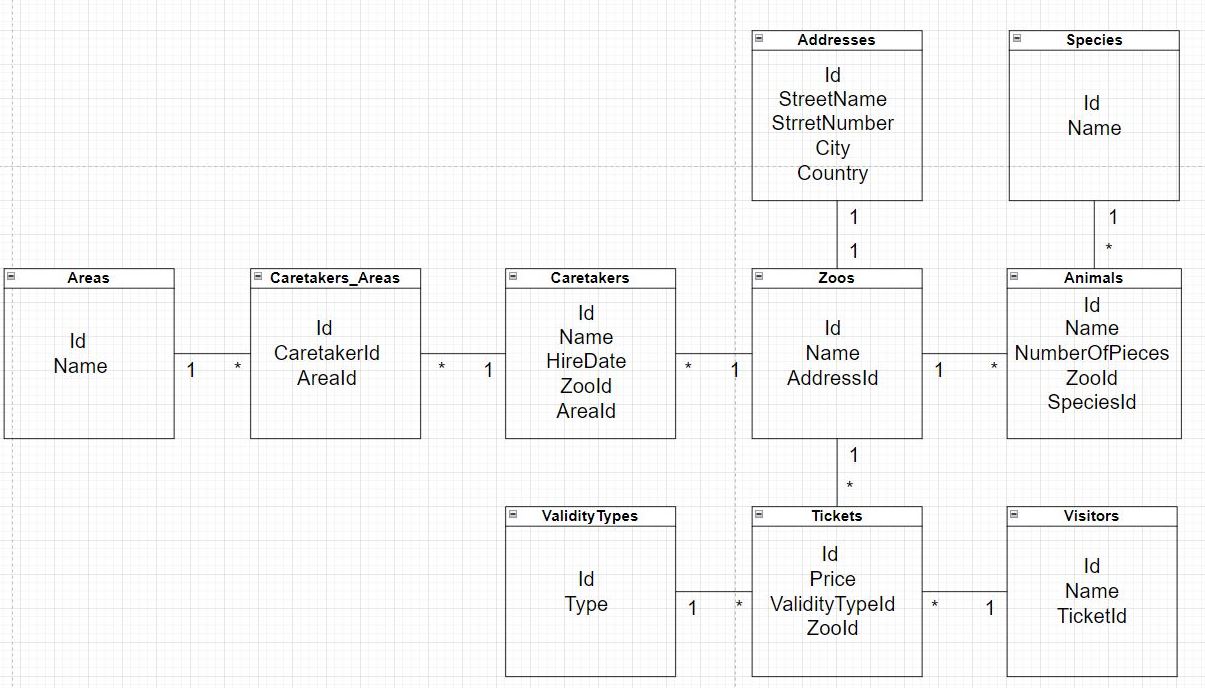 Addresses
Id
StreetName
StrretNumber
City
Country
1
1
Species
Id
Name
1
*
Areas
Id
Name
1
*
Caretakers_Areas
Id
CaretakerId
AreaId
*
1
Caretakers
Id
Name
HireDate
ZooId
AreaId
*
1
Zoos
Id
Name
AddressId
1
*
Animals
Id
Name
NumberOfPieces
ZooId
SpeciesId
1
*
ValidityTypes
Id
Type
1
*
Tickets
Id
Price
ValidityTypeId
ZooId
*
1
Visitors
Id
Name
TicketId